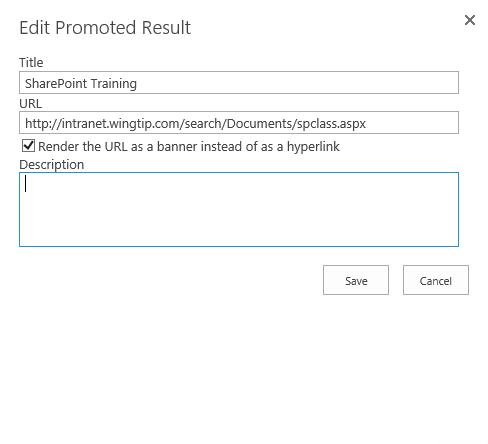 Edit Promoted Result
Title
SharePoint Training
URL
http://intranet.wingtip.com/search/Documents/spclass.aspx
Render the URL as a banner instead of as a hyperlink
Description
Save Cancel